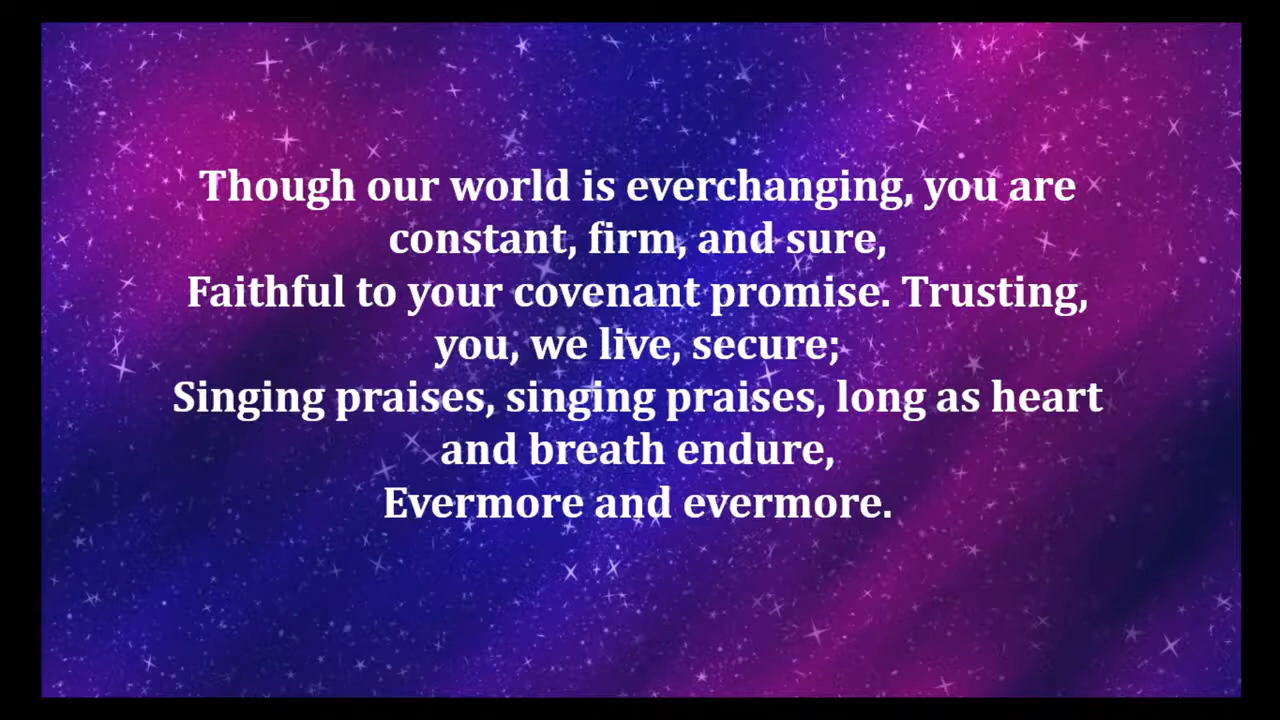 Though our world is everchanging, you are
constant, firm, and sure,
Faithful to your covenant promise. Trusting,
you, we live, secure;
Singing praises, singing praises, long as heart
and breath endure,
Evermore and evermore.